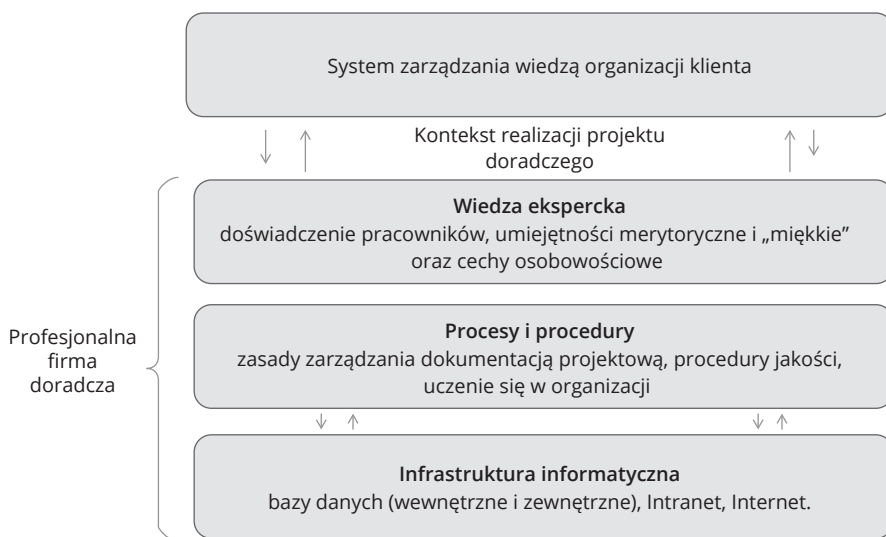 System zarządzania wiedzą organizacji klienta
Kontekst realizacji projektu
doradczego
Wiedza ekspercka
doświadczenie pracowników, umiejętności merytoryczne i „miękkie”
oraz cechy osobowościowe
Profesjonalna
firma
doradcza
Procesy i procedury
zasady zarządzania dokumentacją projektową, procedury jakości,
uczenie się w organizacji
Infrastruktura informatyczna
bazy danych (wewnętrzne i zewnętrzne), Intranet, Internet.